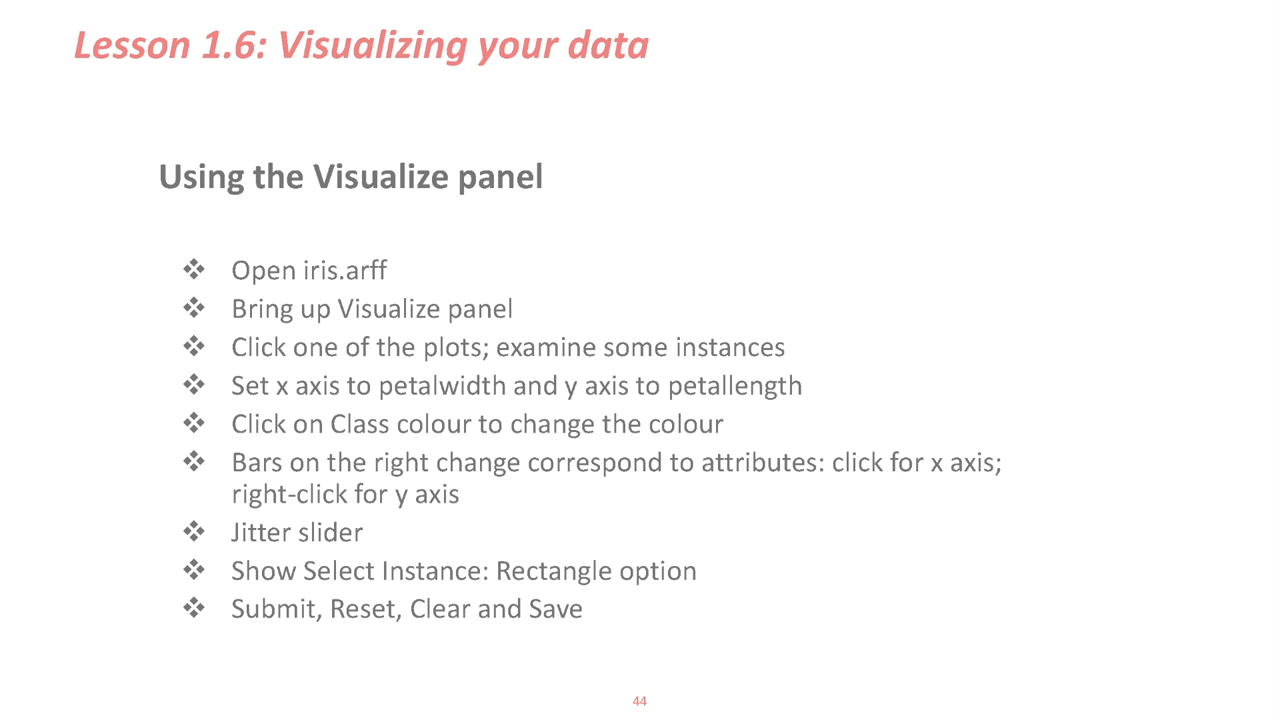 Lesson 1.6: Visualizing your data
Using the Visualize panel
❖ Open iris.arff
❖ Bring up Visualize panel
❖ Click one of the plots; examine some instances
❖ Set x axis to petalwidth and y axis to petallength
❖ Click on Class colour to change the colour
❖ Bars on the right change correspond to attributes: click for x axis;
right-click for y axis
❖ Jitter slider
❖ Show Select Instance: Rectangle option
❖ Submit, Reset, Clear and Save
44